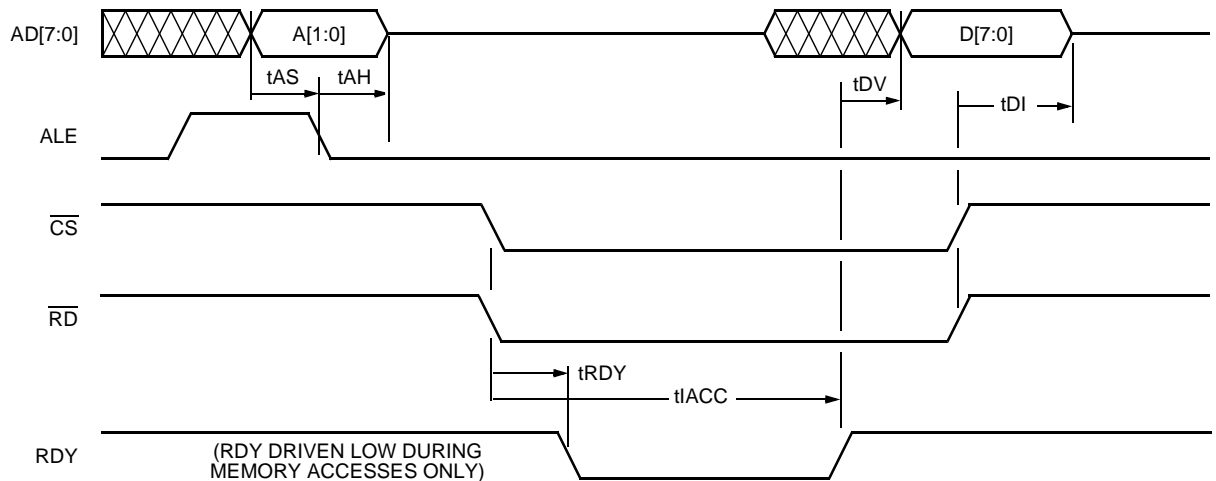 AD[7:0]
A[1:0]
D[7:0]
tAS
tAH
tDV
tDI
ALE
CS
RD
tRDY
tIACC
RDY
(RDY DRIVEN LOW DURING
MEMORY ACCESSES ONLY)